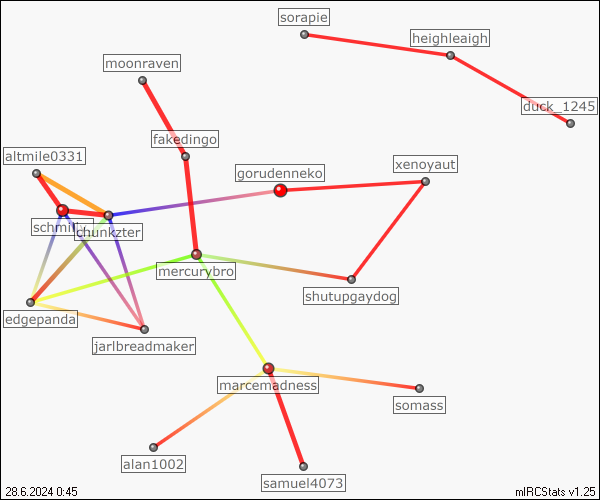 sorapie
heighleaigh
moonraven
duck_1245
fakedingo
altmile0331
gorudenneko
xenoyaut
chunkzter
mercurybro
shutupgaydog
edgepanda
jarlbreadmaker
marcemadness
somass
alan1002
samuel4073
28.6.2024 0:45
mIRCStats v1.25